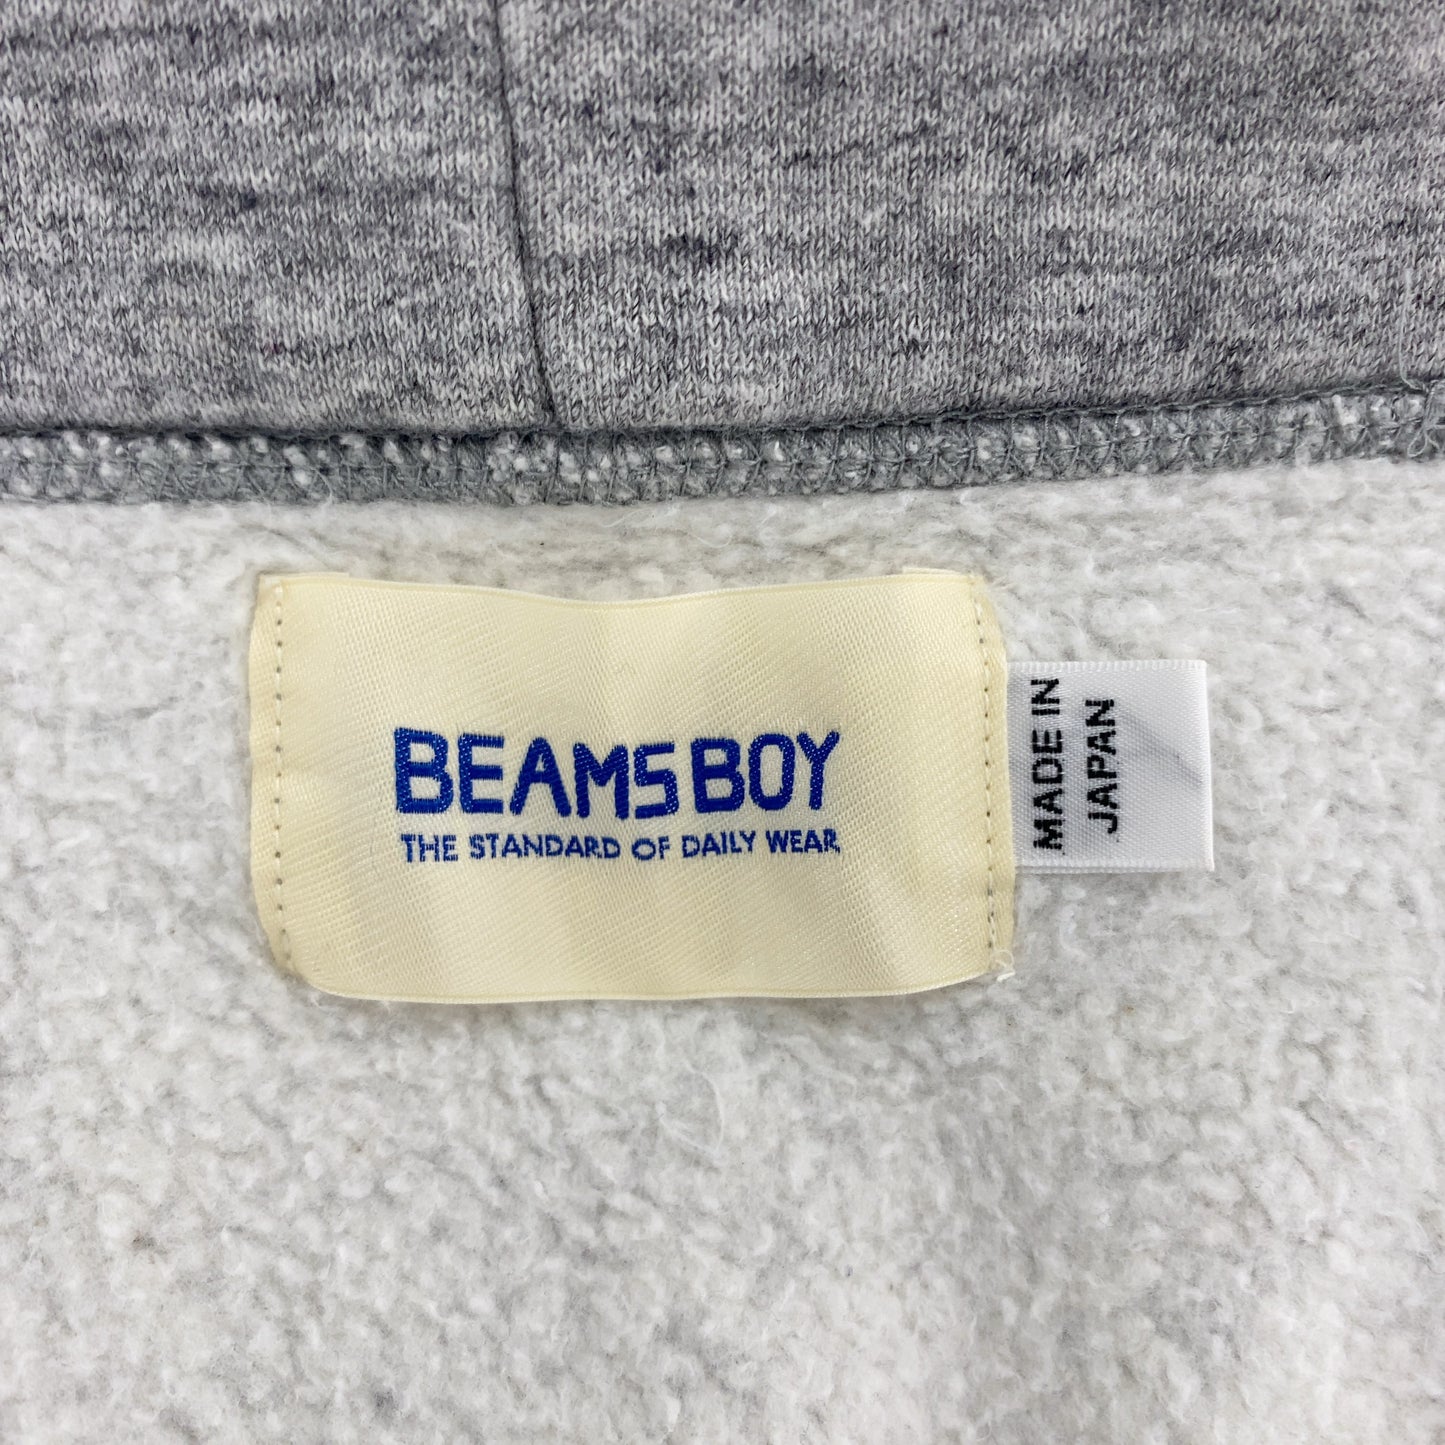 BEAMS BOY
THE STANDARD OF DAILY WEAR
MADE IN
JAPAN